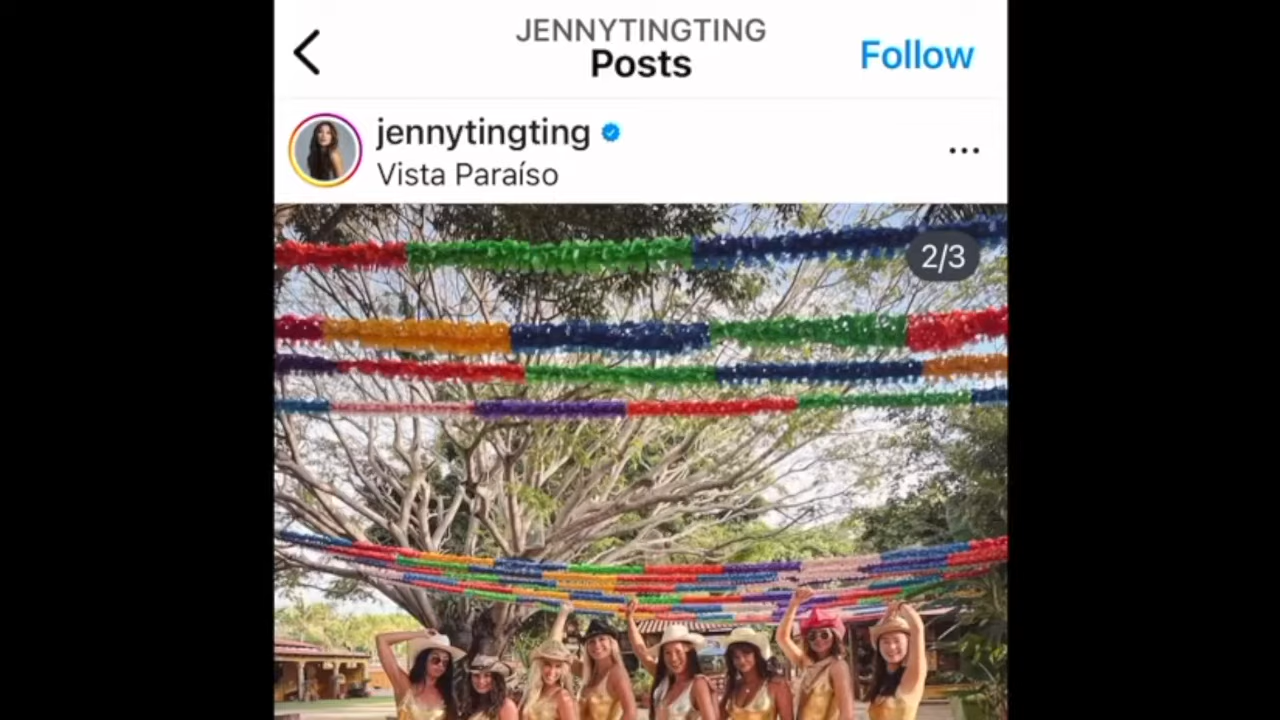 JENNYTINGTING
Posts
Follow
jennytingting
Vista Paraíso
2/3